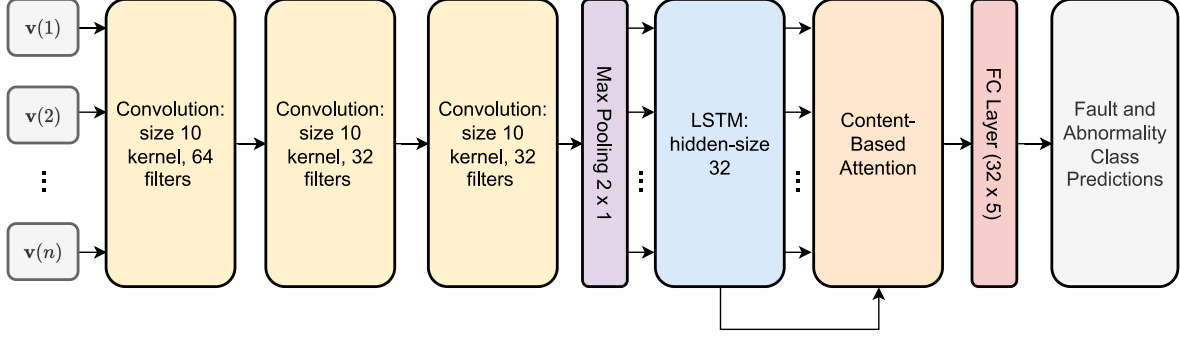 v(1)
v(2)
⋮
v(n)
Convolution:
size 10
kernel, 64
filters
Convolution:
size 10
kernel, 32
filters
Convolution:
size 10
kernel, 32
filters
Max Pooling 2 x 1
⋮
LSTM:
hidden-size
32
⋮
Content-
Based
Attention
FC Layer (32 x 5)
Fault and
Abnormality
Class
Predictions